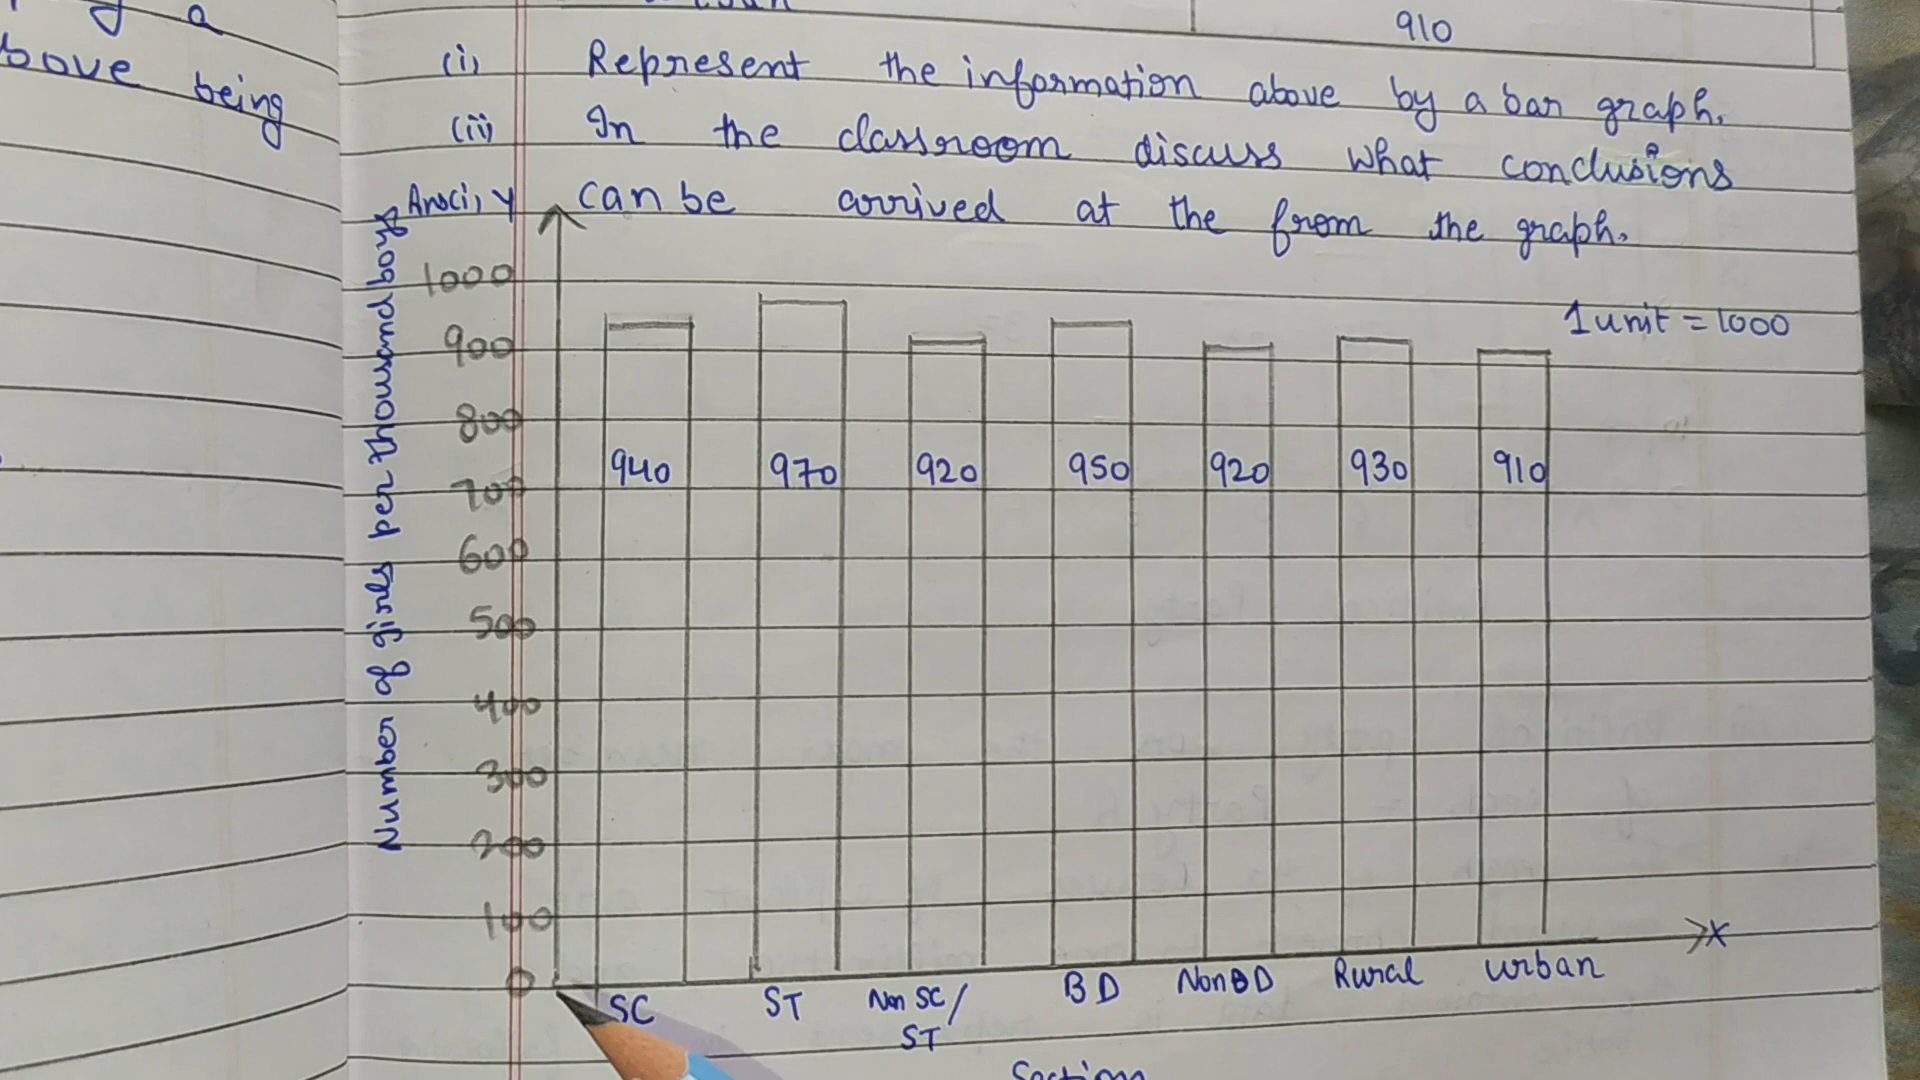 a
bove being
910
(i) Represent the information above by a bar graph.
(ii) In the classroom discuss what conclusions
can be arrived at the from the graph.
Ans(i) Y
Number of girls per thousand boys
1000
900
800
700
600
500
400
300
200
100
0
1 unit = 1000
940 970 920 950 920 930 910
X
SC ST Non SC/ ST BD Non BD Rural urban
Section